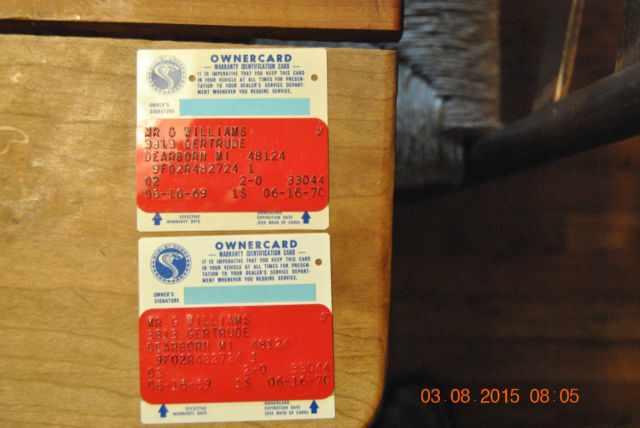 OWNERCARD
WARRANTY IDENTIFICATION CARD
IT IS IMPERATIVE THAT YOU KEEP THIS CARD
IN YOUR VEHICLE AT ALL TIMES FOR PRESEN-
TATION TO YOUR DEALER'S SERVICE DEPART-
MENT WHENEVER YOU REQUIRE SERVICE.
OWNER'S
SIGNATURE
MR G WILLIAMS
3813 GERTRUDE
DEARBORN MI 48124
9F02R482724 1
02 2-0 33044
06-16-69 1S 06-16-70
EFFECTIVE
WARRANTY DATE
OWNERCARD
EXPIRATION DATE
(SEE BACK OF CARD)
OWNERCARD
WARRANTY IDENTIFICATION CARD
IT IS IMPERATIVE THAT YOU KEEP THIS CARD
IN YOUR VEHICLE AT ALL TIMES FOR PRESEN-
TATION TO YOUR DEALER'S SERVICE DEPART-
MENT WHENEVER YOU REQUIRE SERVICE.
OWNER'S
SIGNATURE
MR G WILLIAMS
3813 GERTRUDE
DEARBORN MI 48124
9F02R482724 1
02 2-0 33044
06-16-69 1S 06-16-70
EFFECTIVE
WARRANTY DATE
OWNERCARD
EXPIRATION DATE
(SEE BACK OF CARD)
03.08.2015 08:05